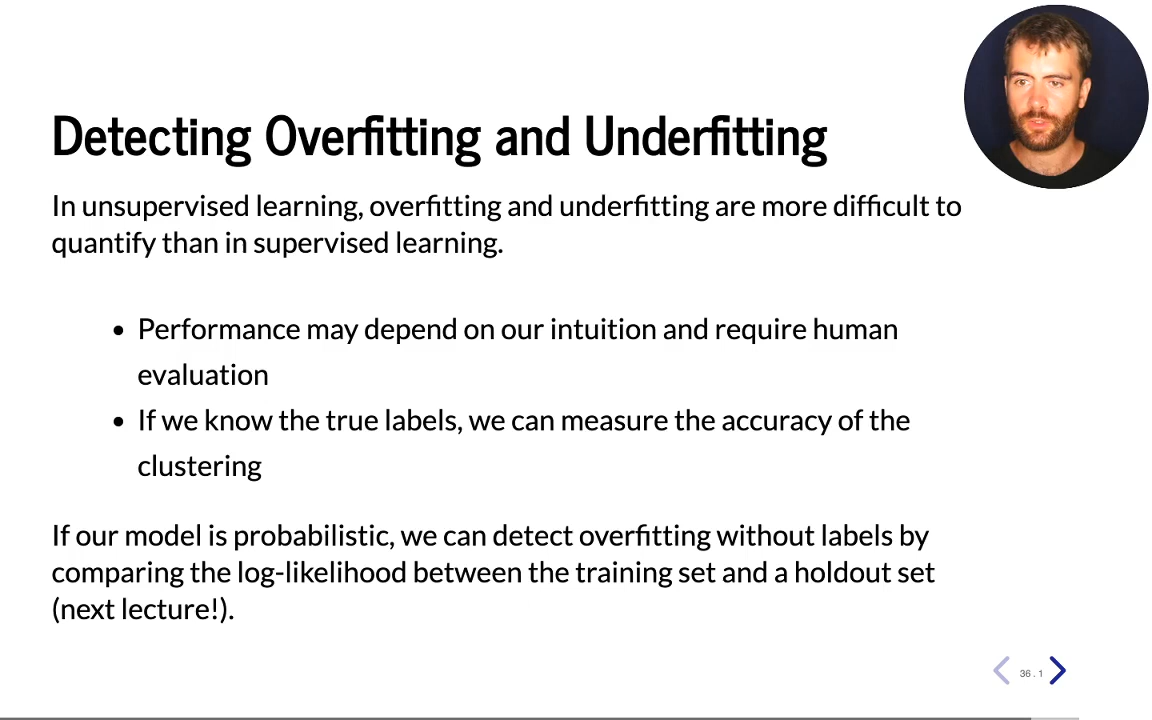 Detecting Overfitting and Underfitting
In unsupervised learning, overfitting and underfitting are more difficult to
quantify than in supervised learning.
• Performance may depend on our intuition and require human
evaluation
• If we know the true labels, we can measure the accuracy of the
clustering
If our model is probabilistic, we can detect overfitting without labels by
comparing the log-likelihood between the training set and a holdout set
(next lecture!).
36 . 1